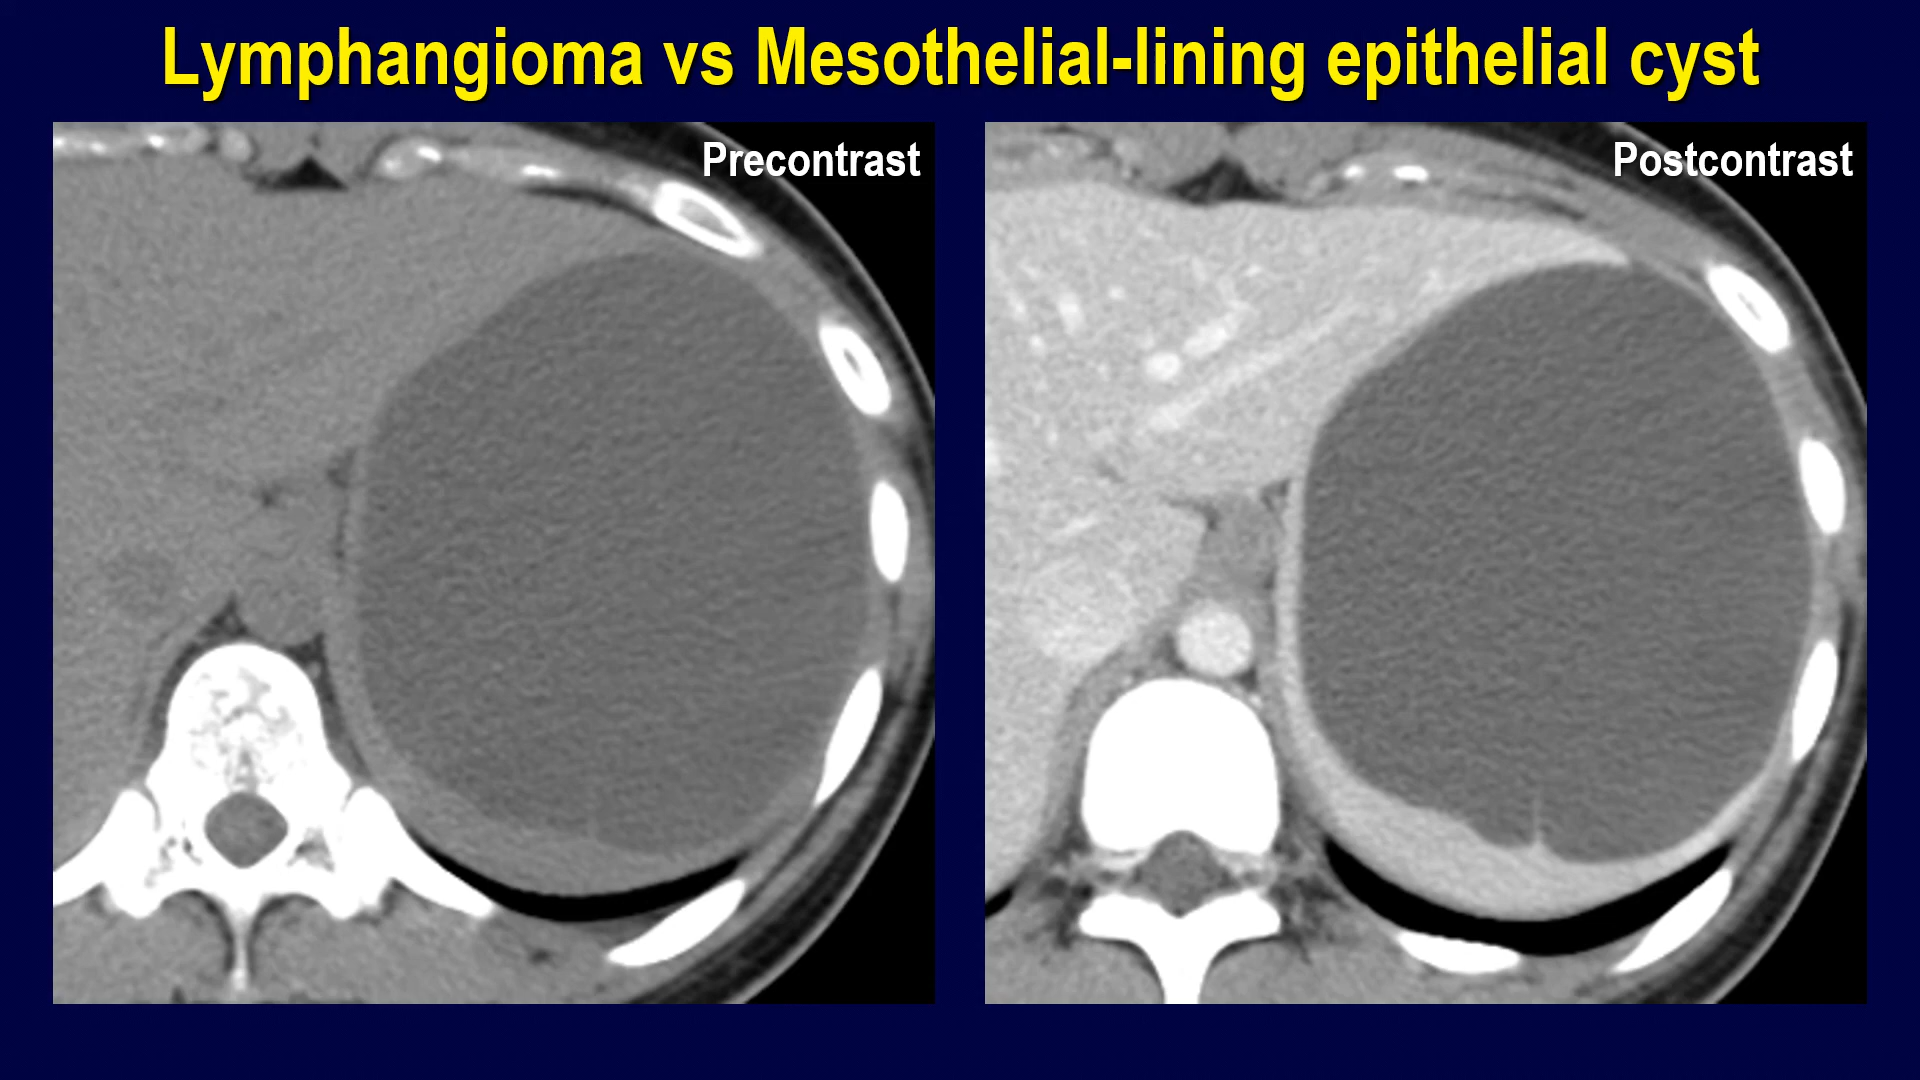 Lymphangioma vs Mesothelial-lining epithelial cyst
Precontrast
Postcontrast